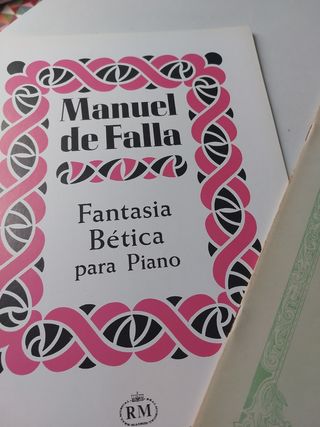 Manuel
de Falla
Fantasia
Bética
para Piano
RM